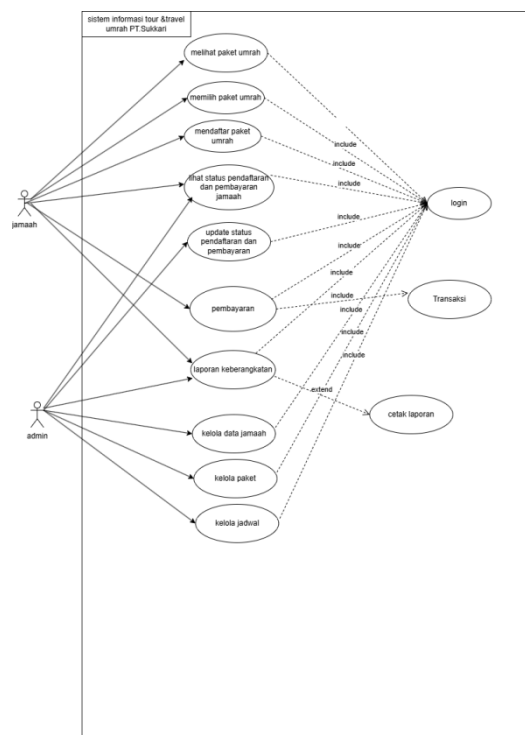 sistem informasi tour &travel
umrah PT.Sukkari
melihat paket umrah
memilih paket umrah
mendaftar paket
umrah
include
include
lihat status pendaftaran
dan pembayaran
jamaah
include
login
jamaah
update status
pendaftaran dan
pembayaran
include
include
include
pembayaran
include
Transaksi
include
include
include
laporan keberangkatan
extend
cetak laporan
admin
kelola data jamaah
kelola paket
kelola jadwal